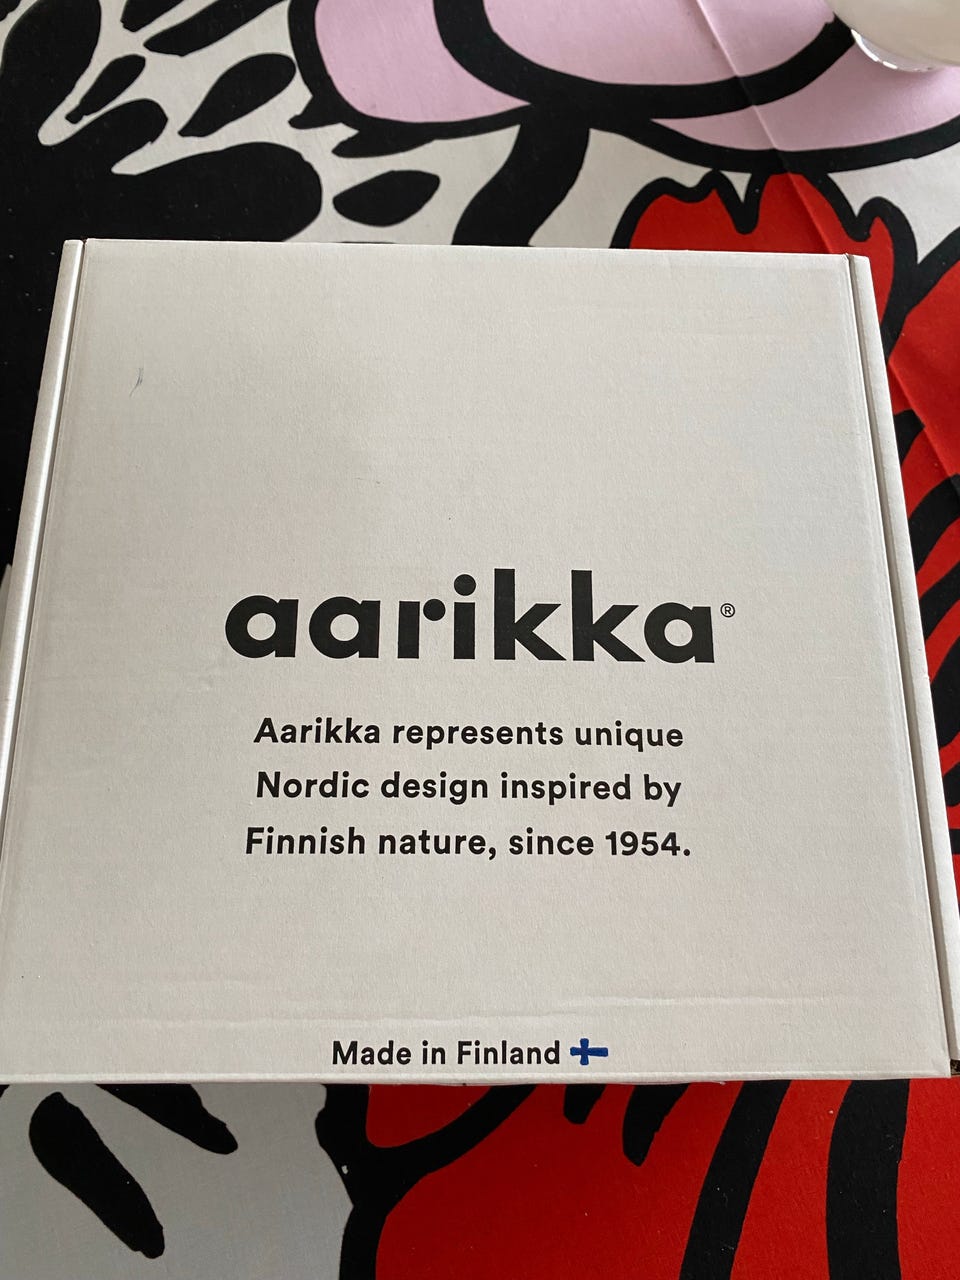 aarikka®
Aarikka represents unique
Nordic design inspired by
Finnish nature, since 1954.
Made in Finland